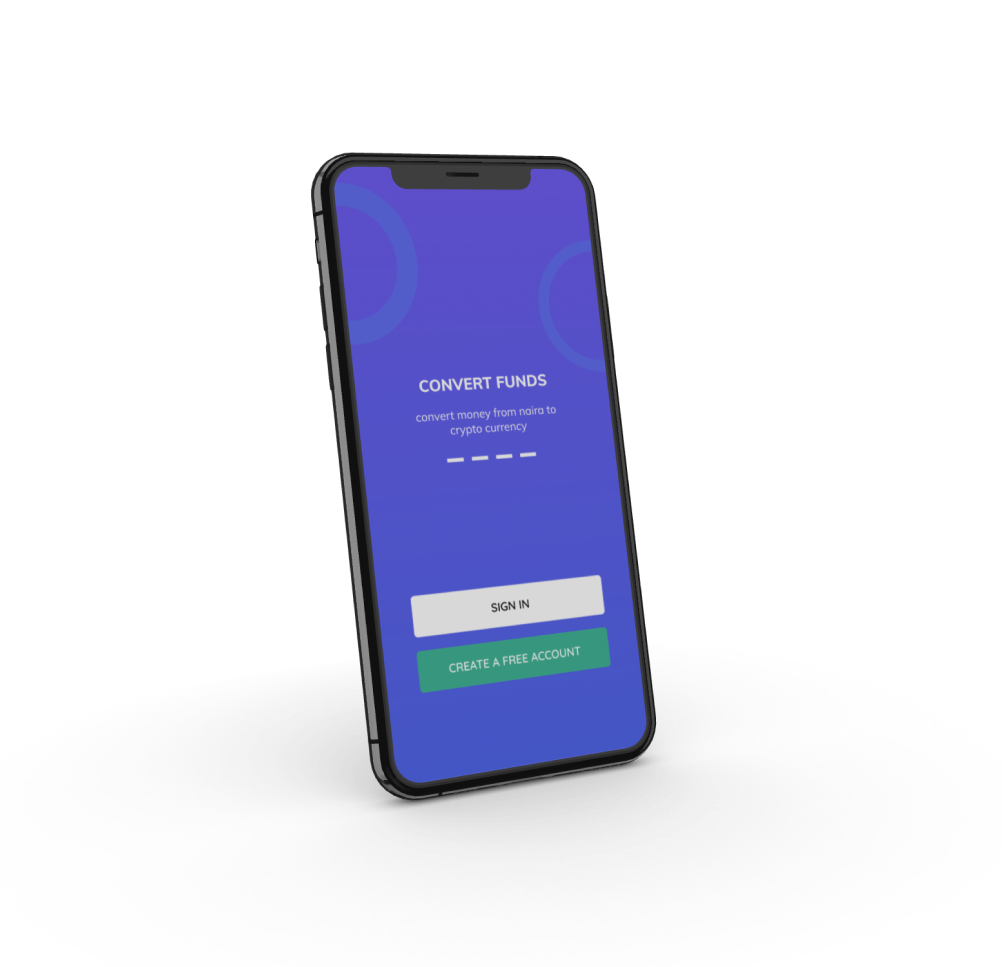 CONVERT FUNDS
convert money from naira to
crypto currency
SIGN IN
CREATE A FREE ACCOUNT